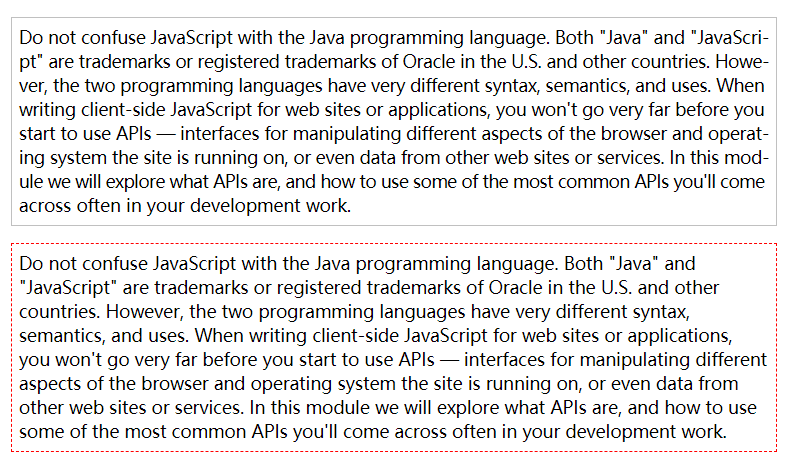 Do not confuse JavaScript with the Java programming language. Both "Java" and "JavaScri-
pt" are trademarks or registered trademarks of Oracle in the U.S. and other countries. Howe-
ver, the two programming languages have very different syntax, semantics, and uses. When
writing client-side JavaScript for web sites or applications, you won't go very far before you
start to use APIs — interfaces for manipulating different aspects of the browser and operat-
ing system the site is running on, or even data from other web sites or services. In this mod-
ule we will explore what APIs are, and how to use some of the most common APIs you'll come
across often in your development work.
Do not confuse JavaScript with the Java programming language. Both "Java" and
"JavaScript" are trademarks or registered trademarks of Oracle in the U.S. and other
countries. However, the two programming languages have very different syntax,
semantics, and uses. When writing client-side JavaScript for web sites or applications,
you won't go very far before you start to use APIs — interfaces for manipulating different
aspects of the browser and operating system the site is running on, or even data from
other web sites or services. In this module we will explore what APIs are, and how to use
some of the most common APIs you'll come across often in your development work.